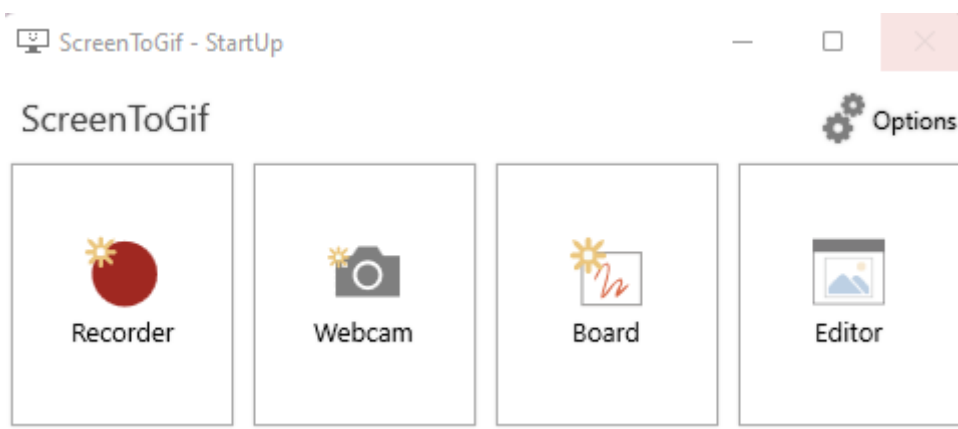 ScreenToGif - StartUp
ScreenToGif
Options
Recorder
Webcam
Board
Editor